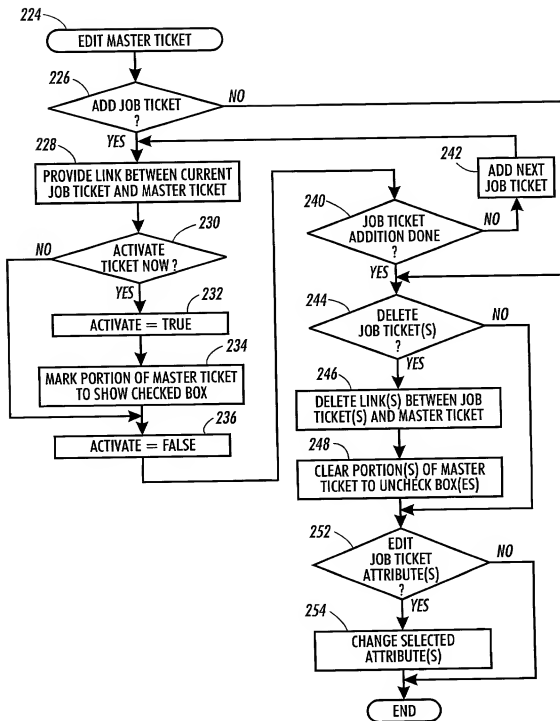 224
EDIT MASTER TICKET
226
ADD JOB TICKET
?
NO
YES
228
PROVIDE LINK BETWEEN CURRENT
JOB TICKET AND MASTER TICKET
230
ACTIVATE
TICKET NOW ?
NO
YES
232
ACTIVATE = TRUE
234
MARK PORTION OF MASTER TICKET
TO SHOW CHECKED BOX
236
ACTIVATE = FALSE
242
ADD NEXT
JOB TICKET
240
JOB TICKET
ADDITION DONE
?
NO
YES
244
DELETE
JOB TICKET(S)
?
NO
YES
246
DELETE LINK(S) BETWEEN JOB
TICKET(S) AND MASTER TICKET
248
CLEAR PORTION(S) OF MASTER
TICKET TO UNCHECK BOX(ES)
252
EDIT
JOB TICKET
ATTRIBUTE(S)
?
NO
YES
254
CHANGE SELECTED
ATTRIBUTE(S)
END